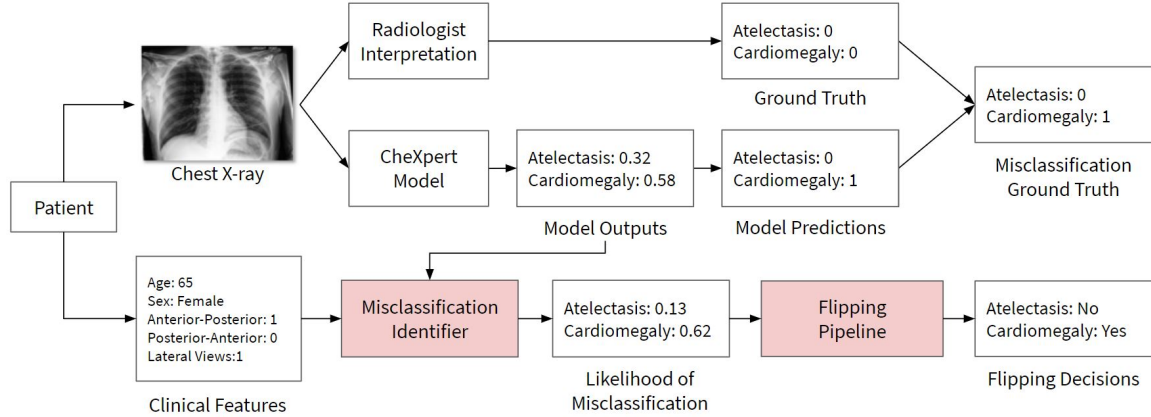 Radiologist
Interpretation
Atelectasis: 0
Cardiomegaly: 0
Ground Truth
Atelectasis: 0
Cardiomegaly: 1
Misclassification
Ground Truth
Chest X-ray
CheXpert
Model
Atelectasis: 0.32
Cardiomegaly: 0.58
Model Outputs
Atelectasis: 0
Cardiomegaly: 1
Model Predictions
Patient
Age: 65
Sex: Female
Anterior-Posterior: 1
Posterior-Anterior: 0
Lateral Views:1
Clinical Features
Misclassification
Identifier
Atelectasis: 0.13
Cardiomegaly: 0.62
Likelihood of
Misclassification
Flipping
Pipeline
Atelectasis: No
Cardiomegaly: Yes
Flipping Decisions